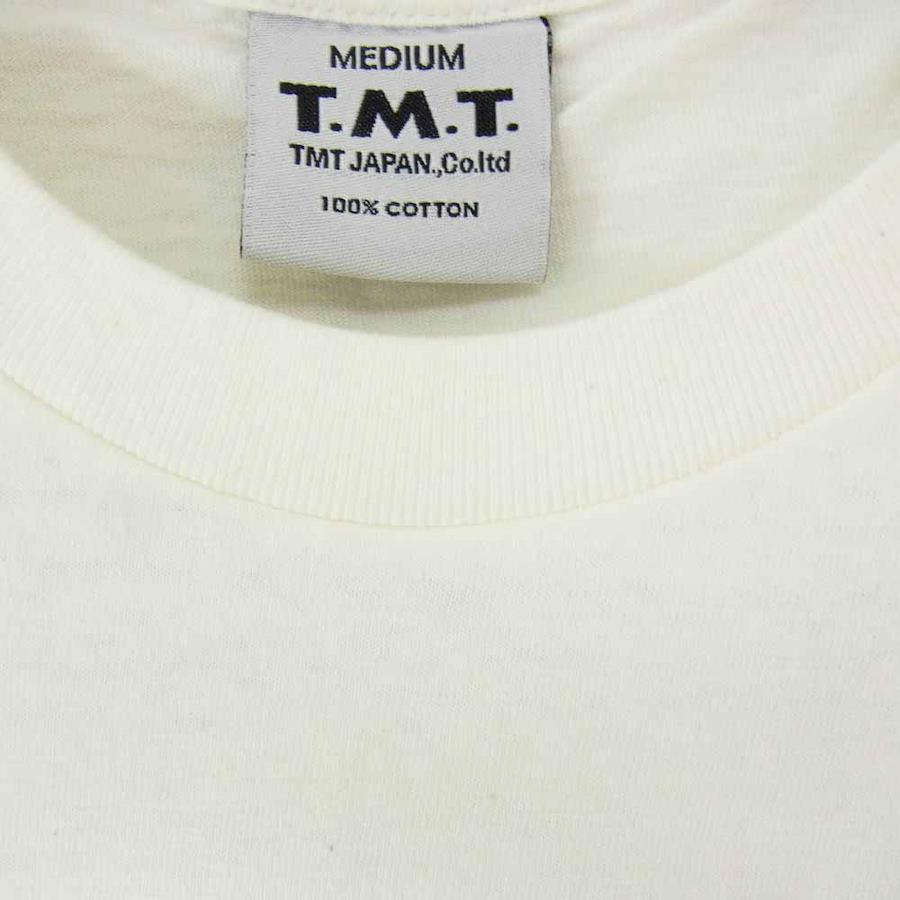 MEDIUM
T.M.T.
TMT JAPAN.,Co.ltd
100% COTTON